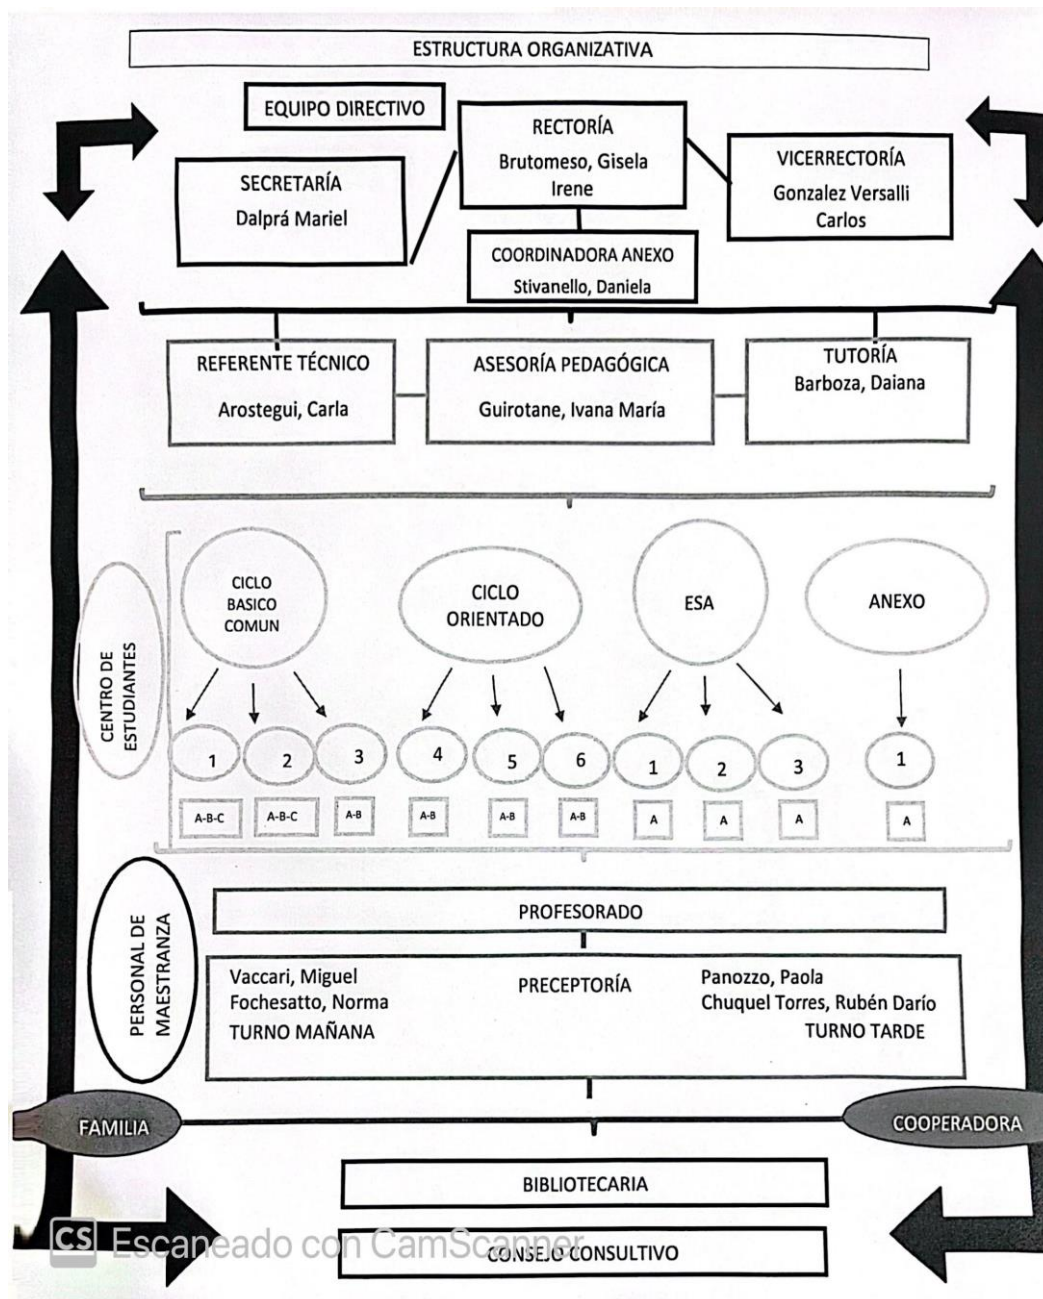 ESTRUCTURA ORGANIZATIVA
EQUIPO DIRECTIVO
RECTORÍA
Brutomeso, Gisela
Irene
SECRETARÍA
Dalprá Mariel
VICERRECTORÍA
Gonzalez Versalli
Carlos
COORDINADORA ANEXO
Stivanello, Daniela
REFERENTE TÉCNICO
Arostegui, Carla
ASESORÍA PEDAGÓGICA
Guirotane, Ivana María
TUTORÍA
Barboza, Daiana
CENTRO DE
ESTUDIANTES
CICLO
BASICO
COMUN
CICLO
ORIENTADO
ESA
ANEXO
1 2 3 4 5 6 1 2 3 1
A-B-C A-B-C A-B A-B A-B A-B A A A A
PERSONAL DE
MAESTRANZA
PROFESORADO
Vaccari, Miguel
Fochesatto, Norma
TURNO MAÑANA
PRECEPTORÍA
Panozzo, Paola
Chuquel Torres, Rubén Darío
TURNO TARDE
FAMILIA
COOPERADORA
BIBLIOTECARIA
CONSEJO CONSULTIVO
CS Escaneado con CamScanner